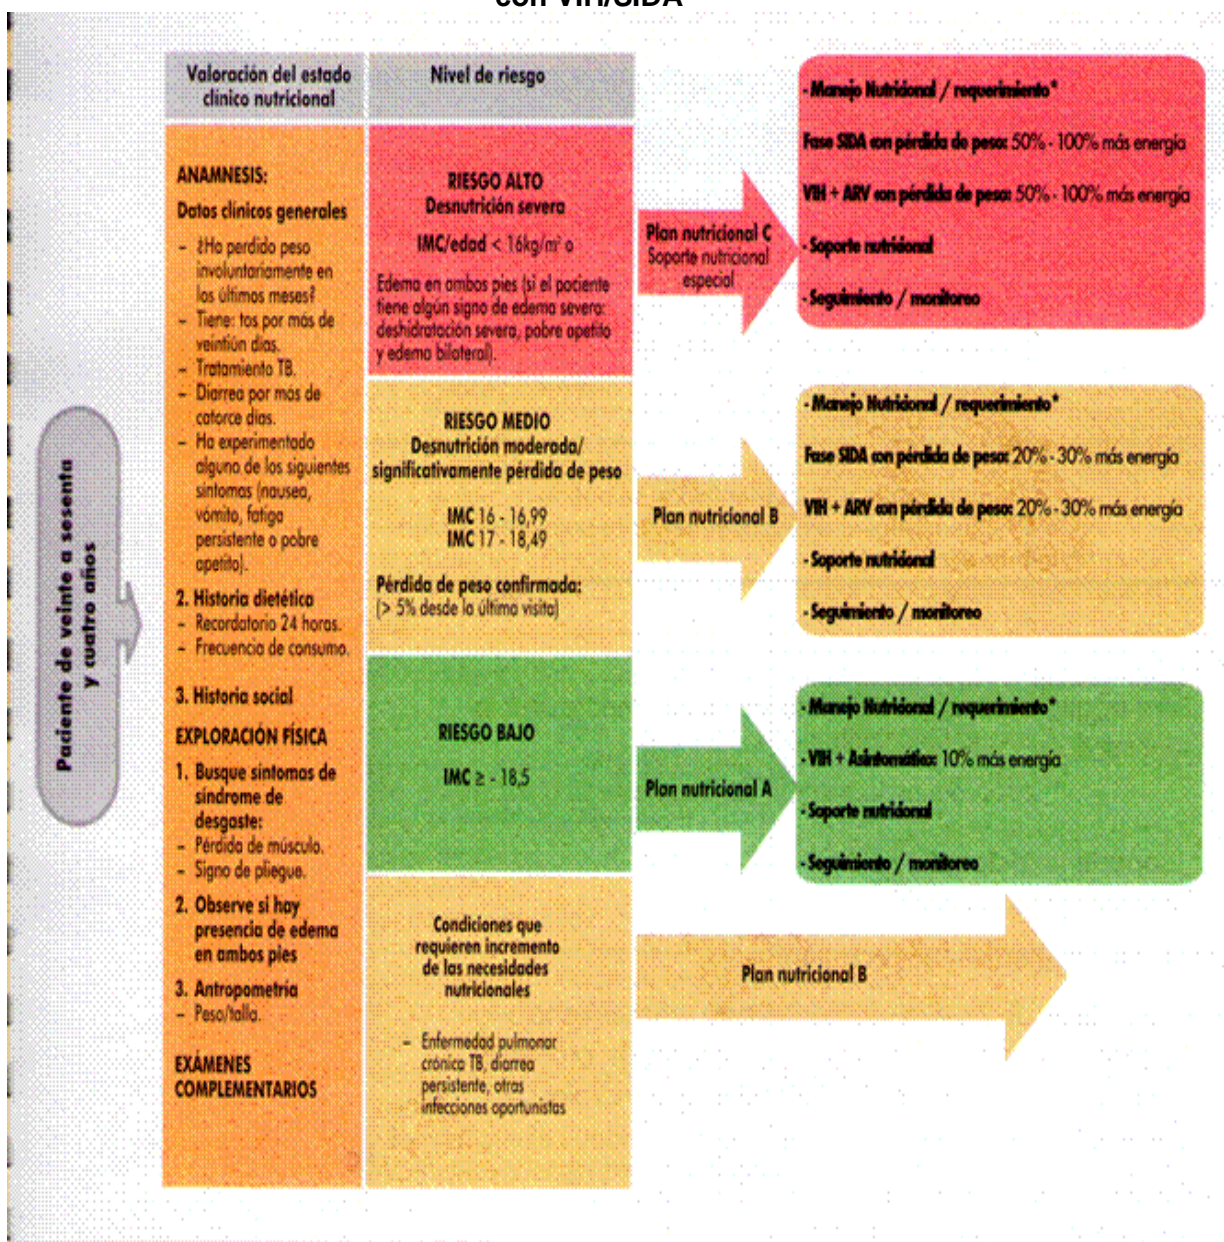 con VIH/SIDA
Valoración del estado
clínico nutricional
Nivel de riesgo
Paciente de veinte a sesenta
y cuatro años
ANAMNESIS:
Datos clínicos generales
- ¿Ha perdido peso
involuntariamente en
los últimos meses?
- Tiene: tos por más de
veintiún días.
- Tratamiento TB.
- Diarrea por más de
catorce días.
- Ha experimentado
alguno de los siguientes
síntomas (nausea,
vómito, fatiga
persistente o pobre
apetito).
2. Historia dietética
- Recordatorio 24 horas.
- Frecuencia de consumo.
3. Historia social
EXPLORACIÓN FÍSICA
1. Busque síntomas de
síndrome de
desgaste:
- Pérdida de músculo.
- Signo de pliegue.
2. Observe si hay
presencia de edema
en ambos pies
3. Antropometría
- Peso/talla.
EXÁMENES
COMPLEMENTARIOS
RIESGO ALTO
Desnutrición severa
IMC/edad < 16kg/m² o
Edema en ambos pies (si el paciente
tiene algún signo de edema severa:
deshidratación severa, pobre apetito
y edema bilateral).
Plan nutricional C
Soporte nutricional
especial
- Manejo Nutricional / requerimiento*
Fase SIDA con pérdida de peso: 50% - 100% más energía
VIH + ARV con pérdida de peso: 50% - 100% más energía
- Soporte nutricional
- Seguimiento / monitoreo
RIESGO MEDIO
Desnutrición moderada/
significativamente pérdida de peso
IMC 16 - 16,99
IMC 17 - 18,49
Pérdida de peso confirmada:
(> 5% desde la última visita)
Plan nutricional B
- Manejo Nutricional / requerimiento*
Fase SIDA con pérdida de peso: 20% - 30% más energía
VIH + ARV con pérdida de peso: 20% - 30% más energía
- Soporte nutricional
- Seguimiento / monitoreo
RIESGO BAJO
IMC ≥ - 18,5
Plan nutricional A
- Manejo Nutricional / requerimiento*
- VIH + Asintomático: 10% más energía
- Soporte nutricional
- Seguimiento / monitoreo
Condiciones que
requieren incremento
de las necesidades
nutricionales
- Enfermedad pulmonar
crónica TB, diarrea
persistente, otras
infecciones oportunistas
Plan nutricional B